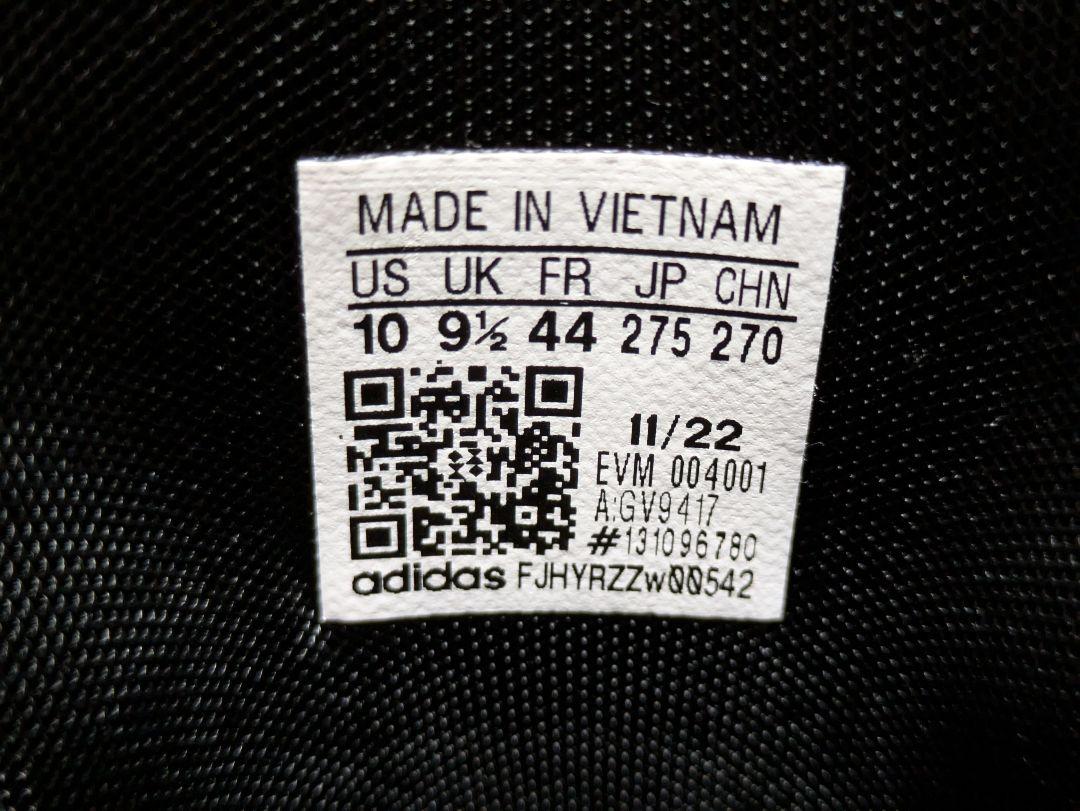 MADE IN VIETNAM
US UK FR JP CHN
10 9½ 44 275 270
11/22
EVM 004001
A:GV9417
#131096780
adidas FJHYRZZw00542